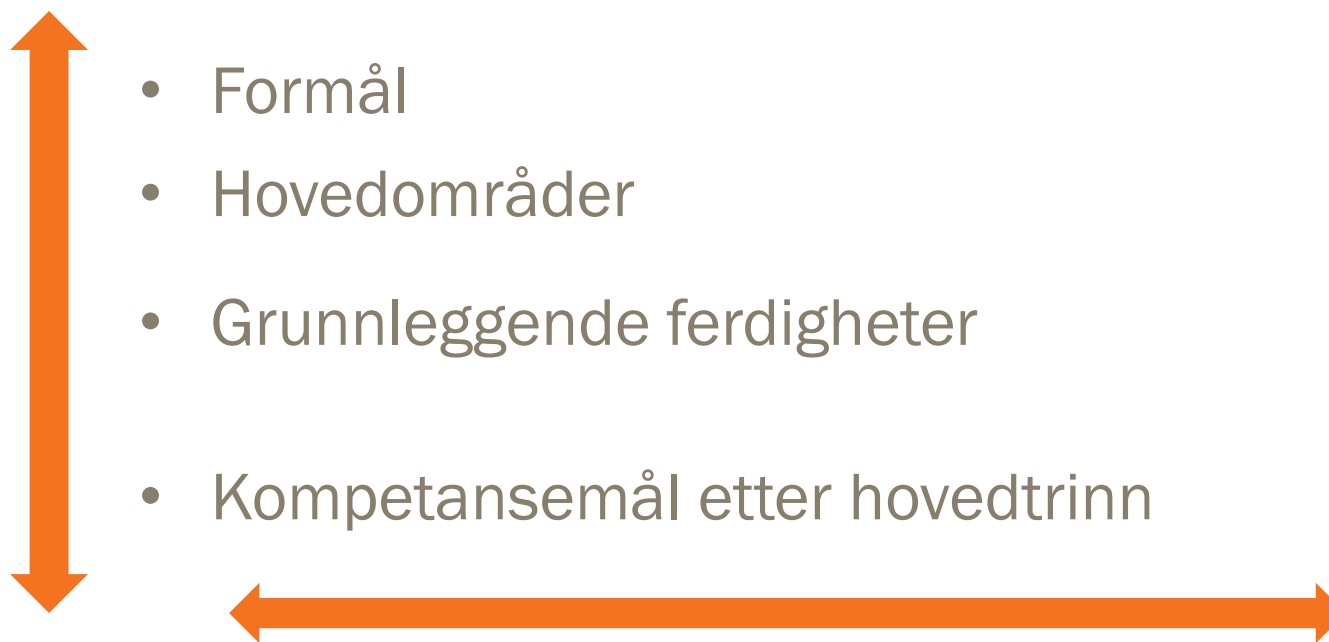 • Formål
• Hovedområder
• Grunnleggende ferdigheter
• Kompetansemål etter hovedtrinn